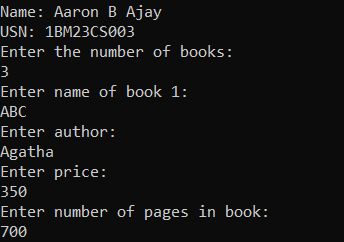 Name: Aaron B Ajay
USN: 1BM23CS003
Enter the number of books:
3
Enter name of book 1:
ABC
Enter author:
Agatha
Enter price:
350
Enter number of pages in book:
700